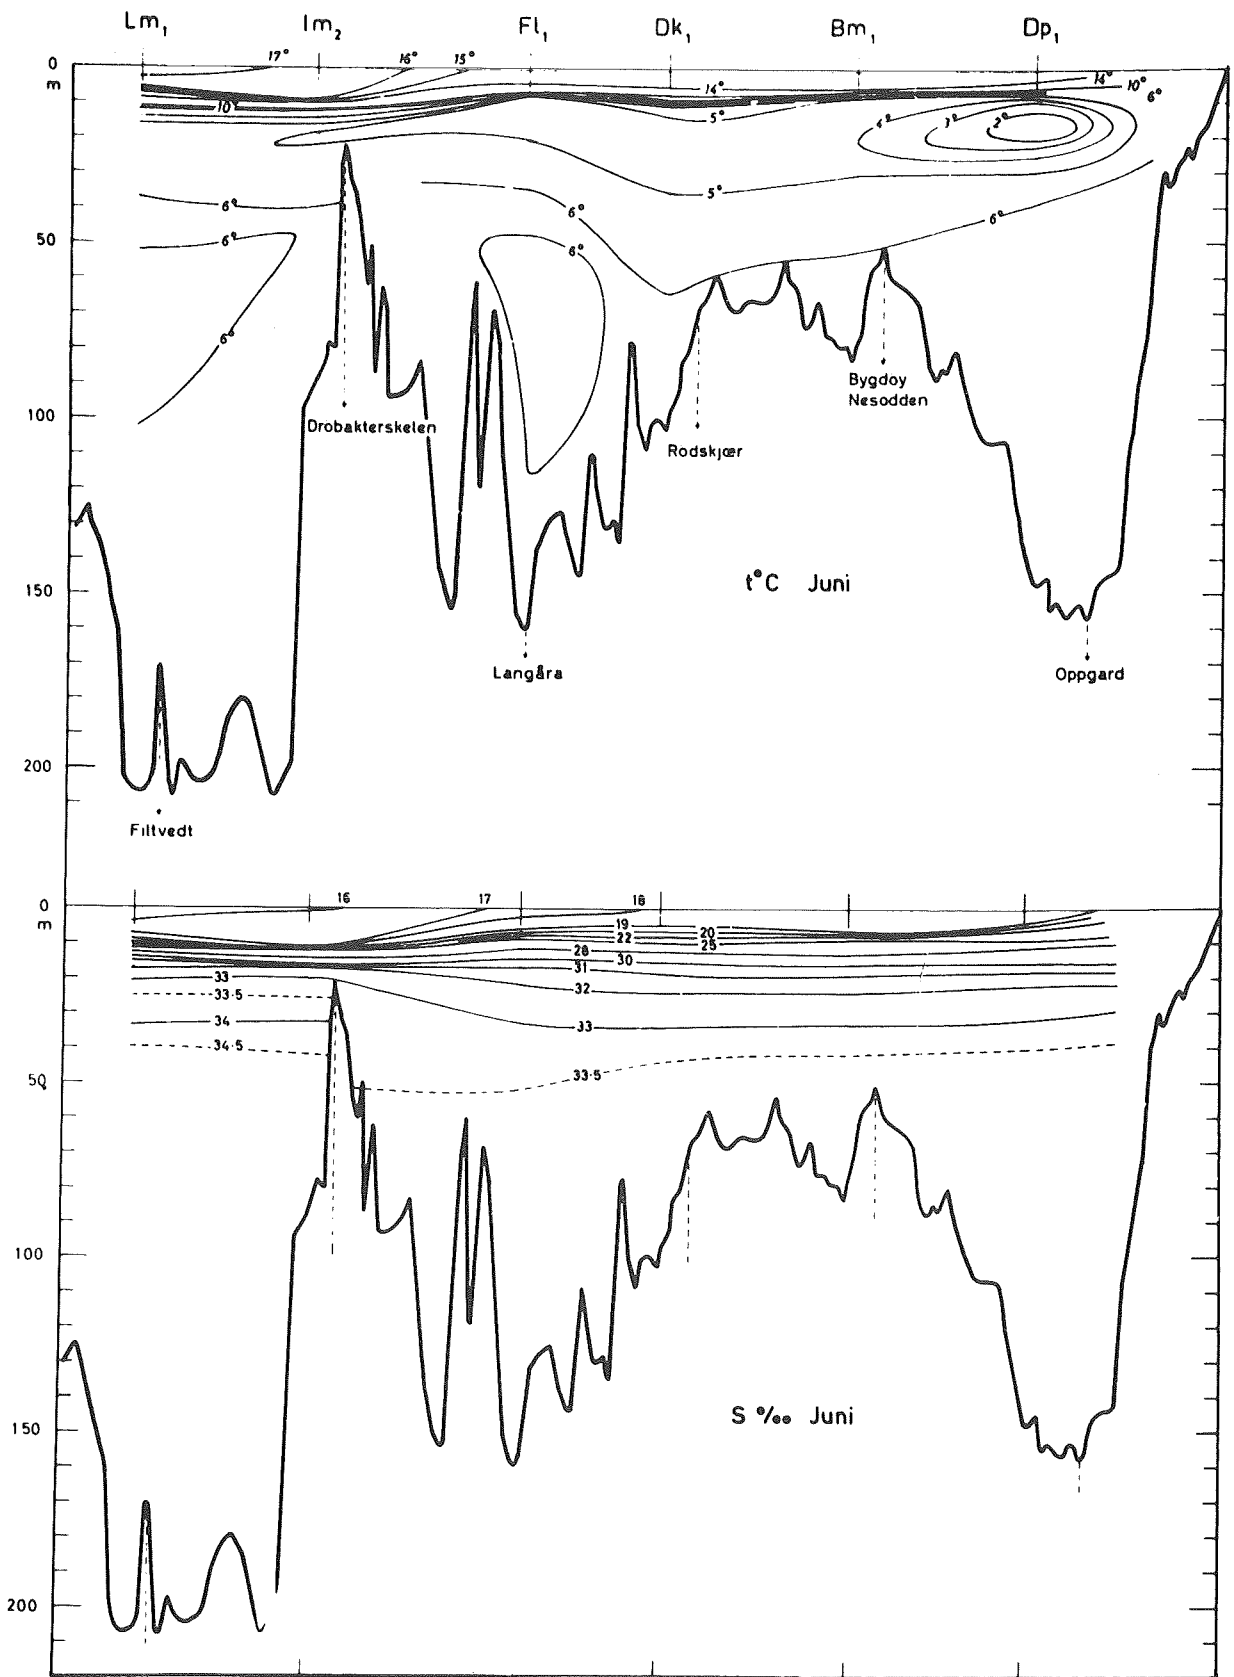 Lm₁ Im₂ Fl₁ Dk₁ Bm₁ Dp₁
0
m
17° 16° 15°
14° 14° 10°
6°
10° 5° 4° 3° 2°
6° 5°
6° 6°
50
6° 6°
6°
Bygdoy
Nesodden
100
Drobakterskelen
Rodskjær
t°C Juni
150
Langåra Oppgard
200
Filtvedt
0
m
16 17 18
19 20
22 25
28 30
31
32
33
33·5
34 33
34·5
33·5
50
100
S ‰ Juni
150
200